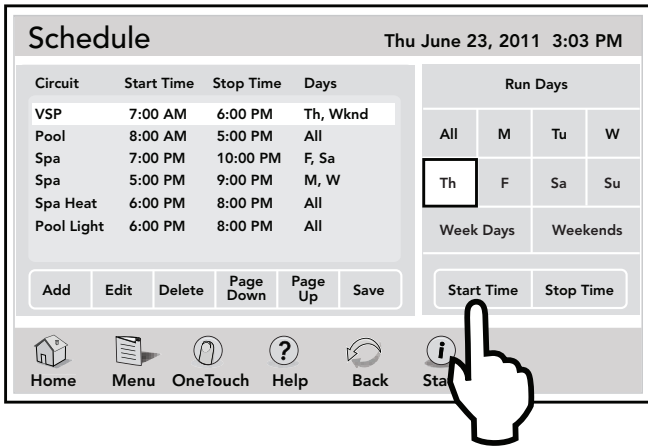 Schedule Thu June 23, 2011 3:03 PM
Circuit Start Time Stop Time Days
VSP 7:00 AM 6:00 PM Th, Wknd
Pool 8:00 AM 5:00 PM All
Spa 7:00 PM 10:00 PM F, Sa
Spa 5:00 PM 9:00 PM M, W
Spa Heat 6:00 PM 8:00 PM All
Pool Light 6:00 PM 8:00 PM All
Add Edit Delete Page Down Page Up Save
Run Days
All M Tu W
Th F Sa Su
Week Days Weekends
Start Time Stop Time
Home Menu OneTouch Help Back